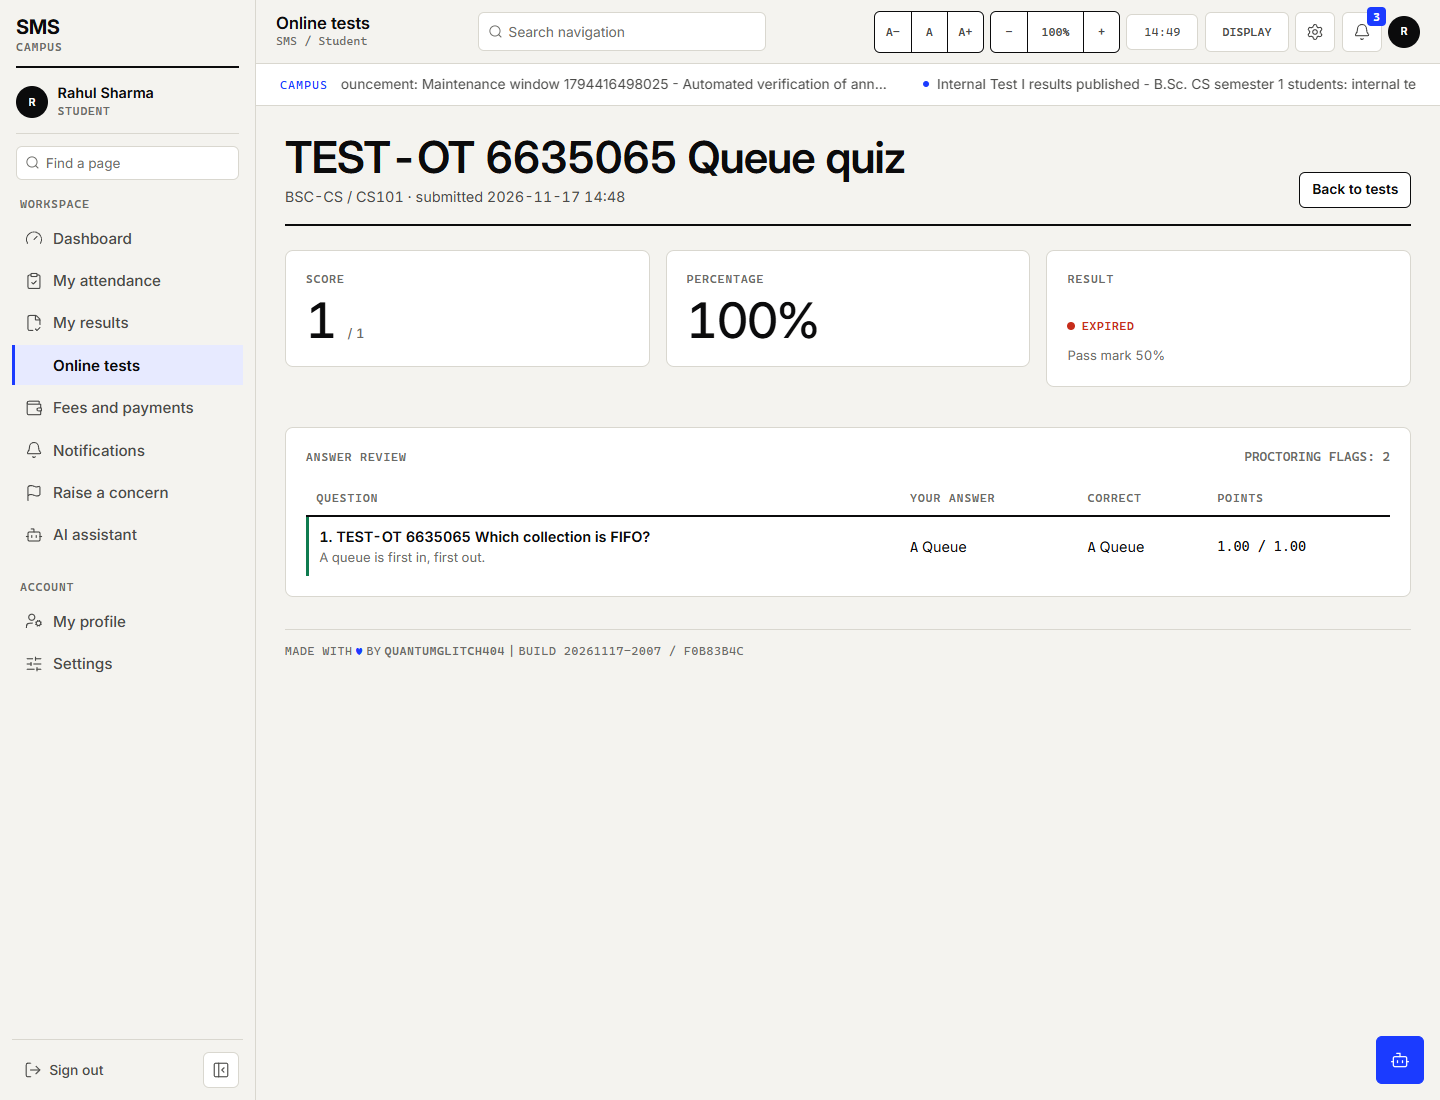 SMS
CAMPUS
R
Rahul Sharma
STUDENT
Find a page
WORKSPACE
Dashboard
My attendance
My results
Online tests
Fees and payments
Notifications
Raise a concern
AI assistant
ACCOUNT
My profile
Settings
Sign out
Online tests
SMS / Student
Search navigation
A− A A+
− 100% +
14:49
DISPLAY
3
R
CAMPUS ouncement: Maintenance window 1794416498025 - Automated verification of ann... Internal Test I results published - B.Sc. CS semester 1 students: internal te
TEST-OT 6635065 Queue quiz
BSC-CS / CS101 · submitted 2026-11-17 14:48
Back to tests
SCORE
1 / 1
PERCENTAGE
100%
RESULT
EXPIRED
Pass mark 50%
ANSWER REVIEW PROCTORING FLAGS: 2
QUESTION YOUR ANSWER CORRECT POINTS
1. TEST-OT 6635065 Which collection is FIFO?
A queue is first in, first out.
A Queue A Queue 1.00 / 1.00
MADE WITH ♥ BY QUANTUMGLITCH404 | BUILD 20261117-2007 / F0B83B4C